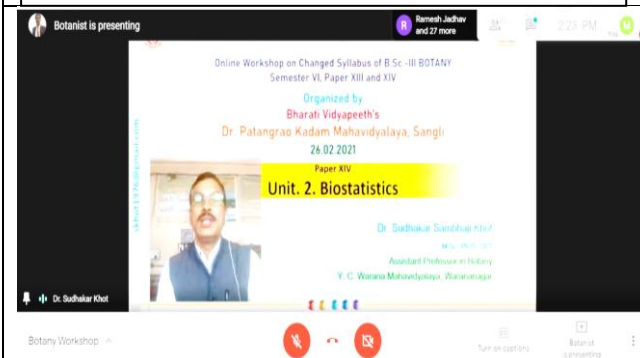 Botanist is presenting
R
Ramesh Jadhav
and 27 more
2:25 PM
M
Online Workshop on Changed Syllabus of B.Sc.-III BOTANY
Semester VI, Paper XIII and XIV
Organized by
Bharati Vidyapeeth's
Dr. Patangrao Kadam Mahavidyalaya, Sangli
26.02.2021
Paper XIV
Unit. 2. Biostatistics
Dr. Sudhakar Sambhaji Khot
Assistant Professor in Botany
Y. C. Warana Mahavidyalaya, Warananagar
Dr. Sudhakar Khot
Botany Workshop
Turn on captions
Botanist
is presenting